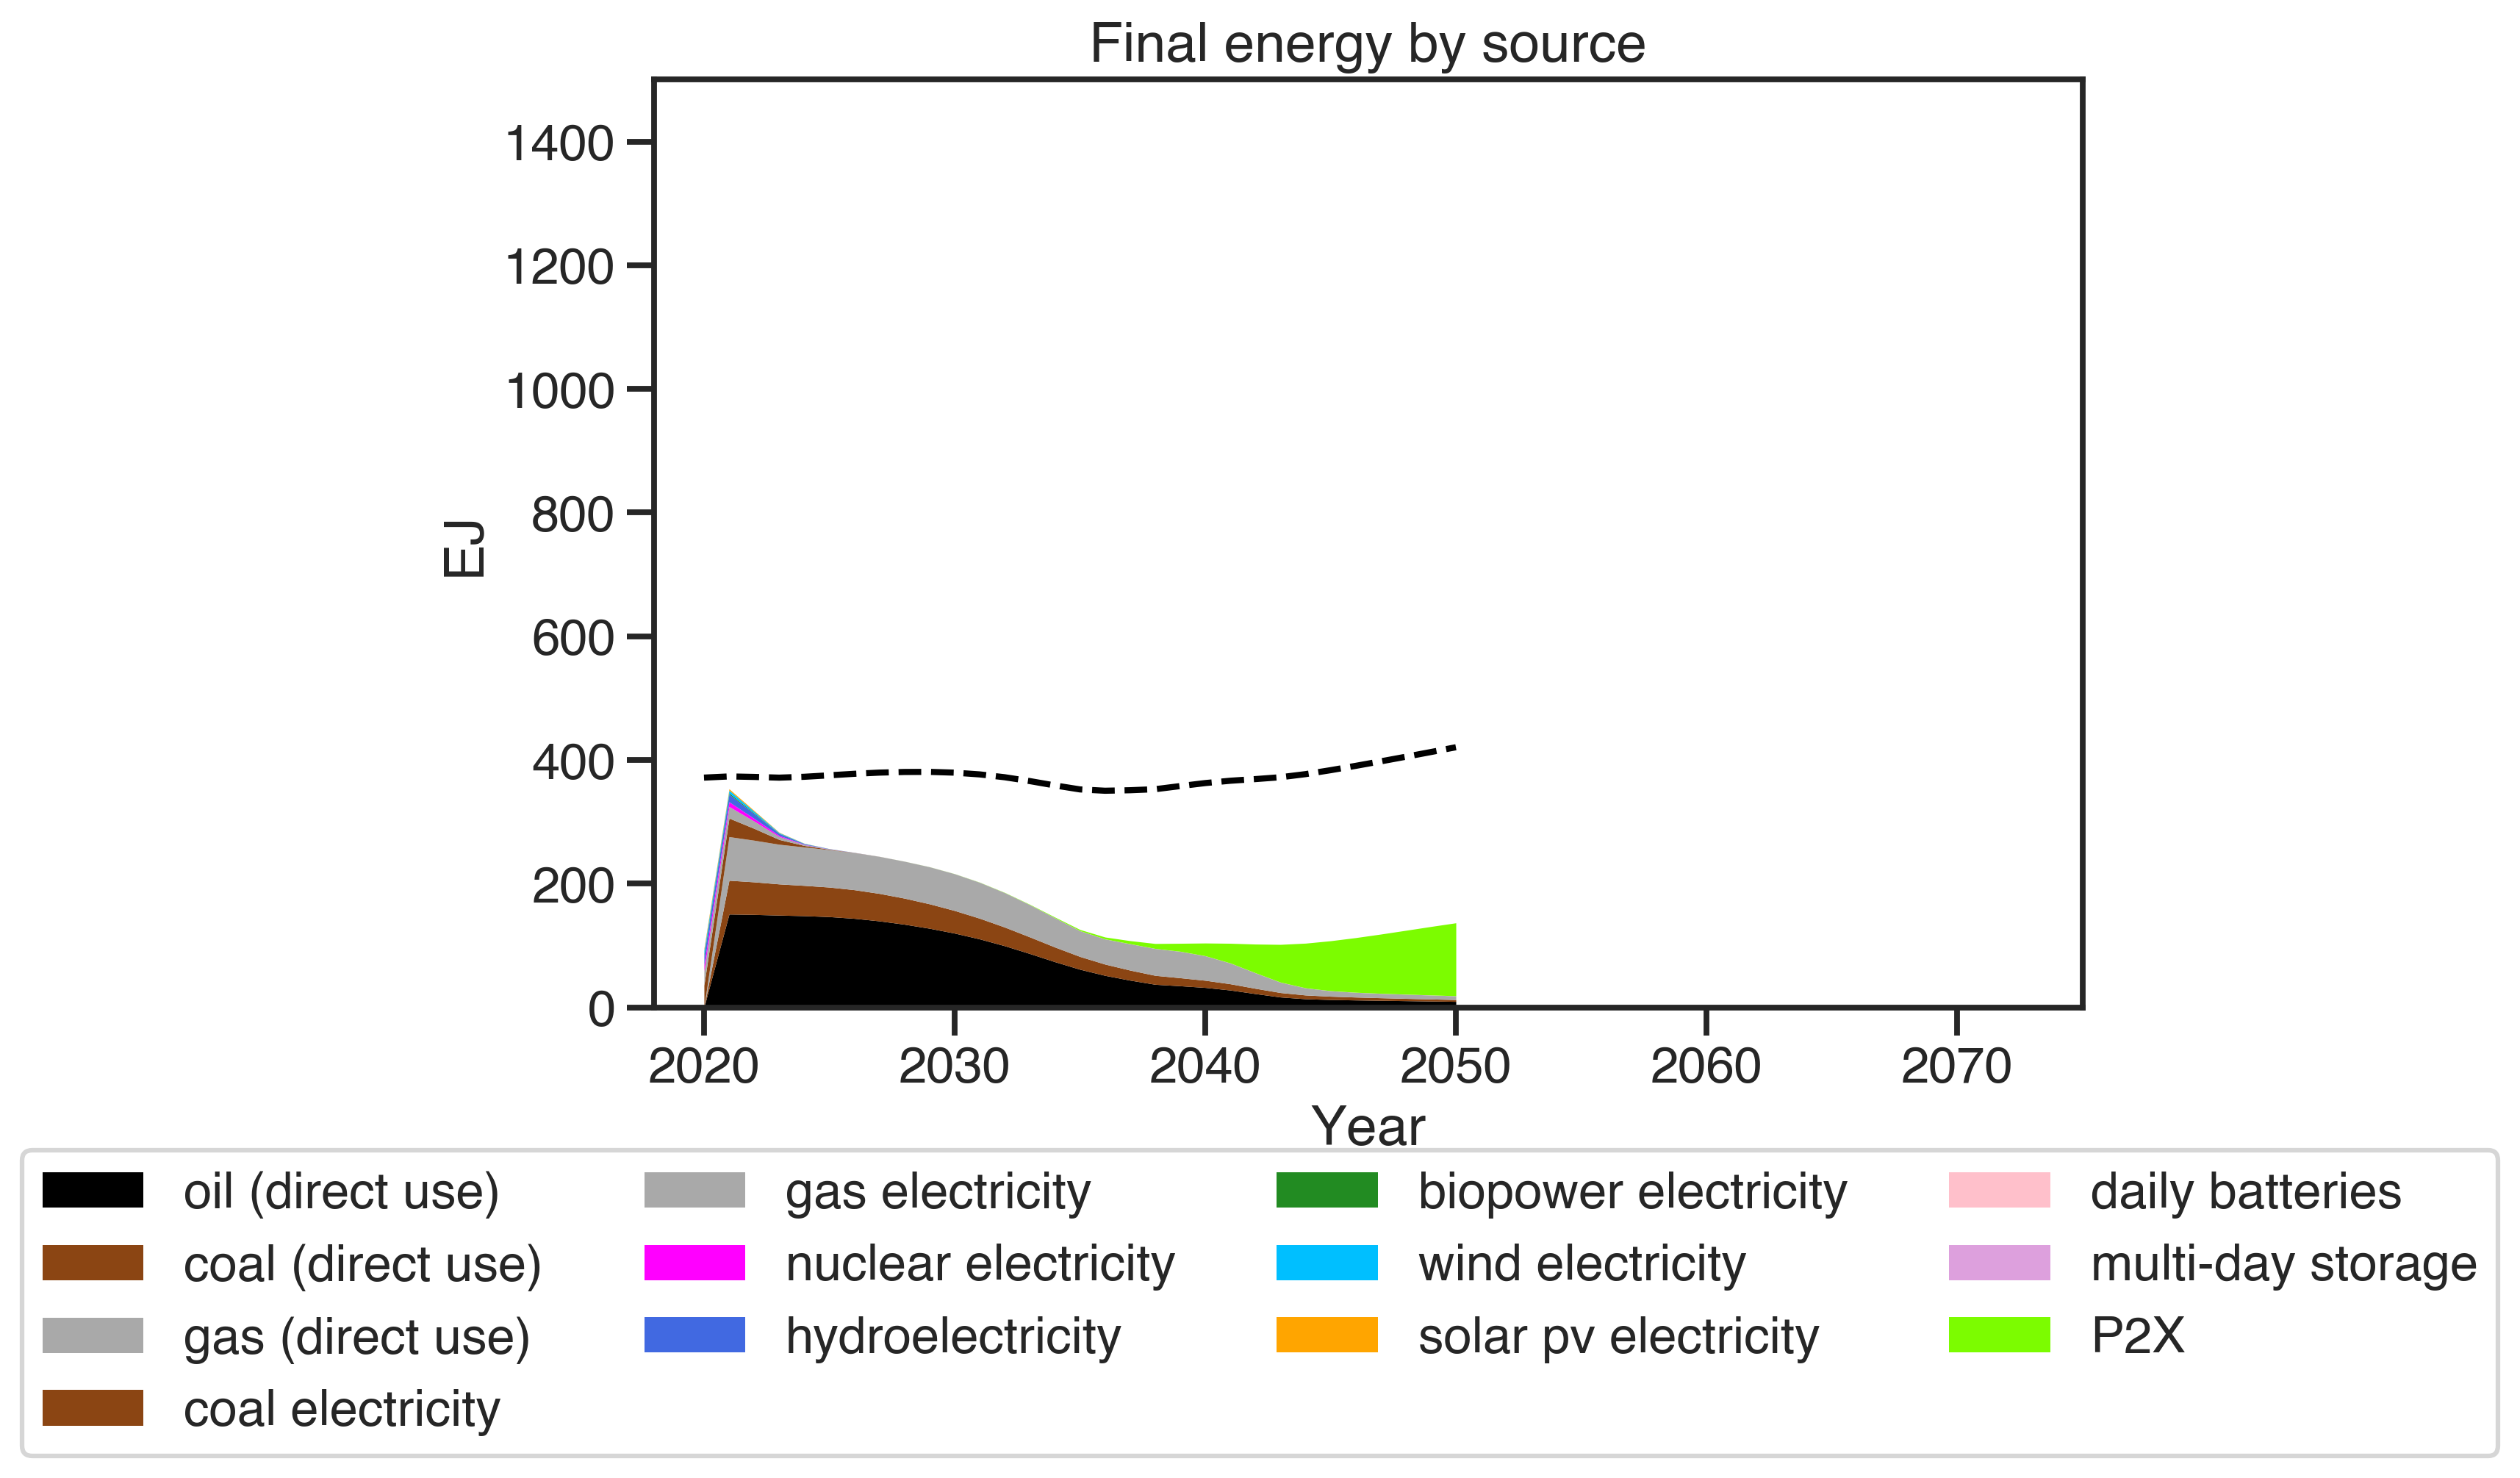 Final energy by source
1400
1200
1000
800
600
400
200
0
EJ
2020 2030 2040 2050 2060 2070
Year
oil (direct use)
coal (direct use)
gas (direct use)
coal electricity
gas electricity
nuclear electricity
hydroelectricity
biopower electricity
wind electricity
solar pv electricity
daily batteries
multi-day storage
P2X